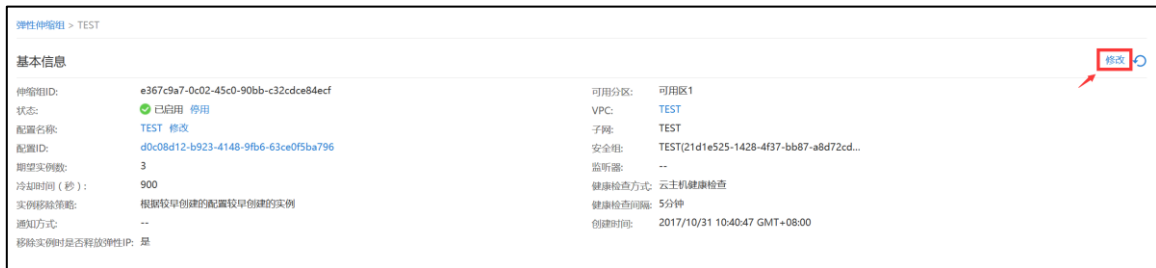 弹性伸缩组 > TEST
基本信息 修改
伸缩组ID: e367c9a7-0c02-45c0-90bb-c32cdce84ecf 可用分区: 可用区1
状态: 已启用 停用 VPC: TEST
配置名称: TEST 修改 子网: TEST
配置ID: d0c08d12-b923-4148-9fb6-63ce0f5ba796 安全组: TEST(21d1e525-1428-4f37-bb87-a8d72cd...
期望实例数: 3 监听器: --
冷却时间（秒）: 900 健康检查方式: 云主机健康检查
实例移除策略: 根据较早创建的配置较早创建的实例 健康检查间隔: 5分钟
通知方式: -- 创建时间: 2017/10/31 10:40:47 GMT+08:00
移除实例时是否释放弹性IP: 是